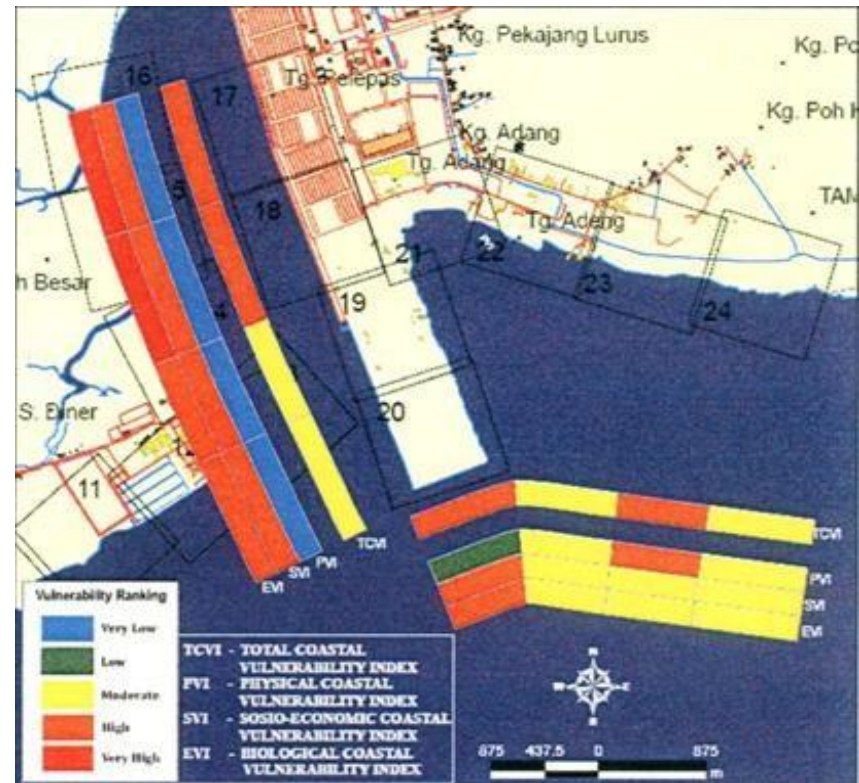 Kg. Pekajang Lurus
Kg. Po
16
Tg. Pelepas
17
Kg. Poh H
Kg. Adang
Tg. Adang
TAM
18
5
Tg. Adeng
h Besar
21
22
23
24
4
19
S. Diner
20
11
TCVI
TCVI
PVI
SVI
EVI
PVI
SVI
EVI
Vulnerability Ranking
Very Low
Low
Moderate
High
Very High
TCVI - TOTAL COASTAL
VULNERABILITY INDEX
PVI - PHYSICAL COASTAL
VULNERABILITY INDEX
SVI - SOSIO-ECONOMIC COASTAL
VULNERABILITY INDEX
EVI - BIOLOGICAL COASTAL
VULNERABILITY INDEX
N
W
E
S
875 437.5 0 875
m